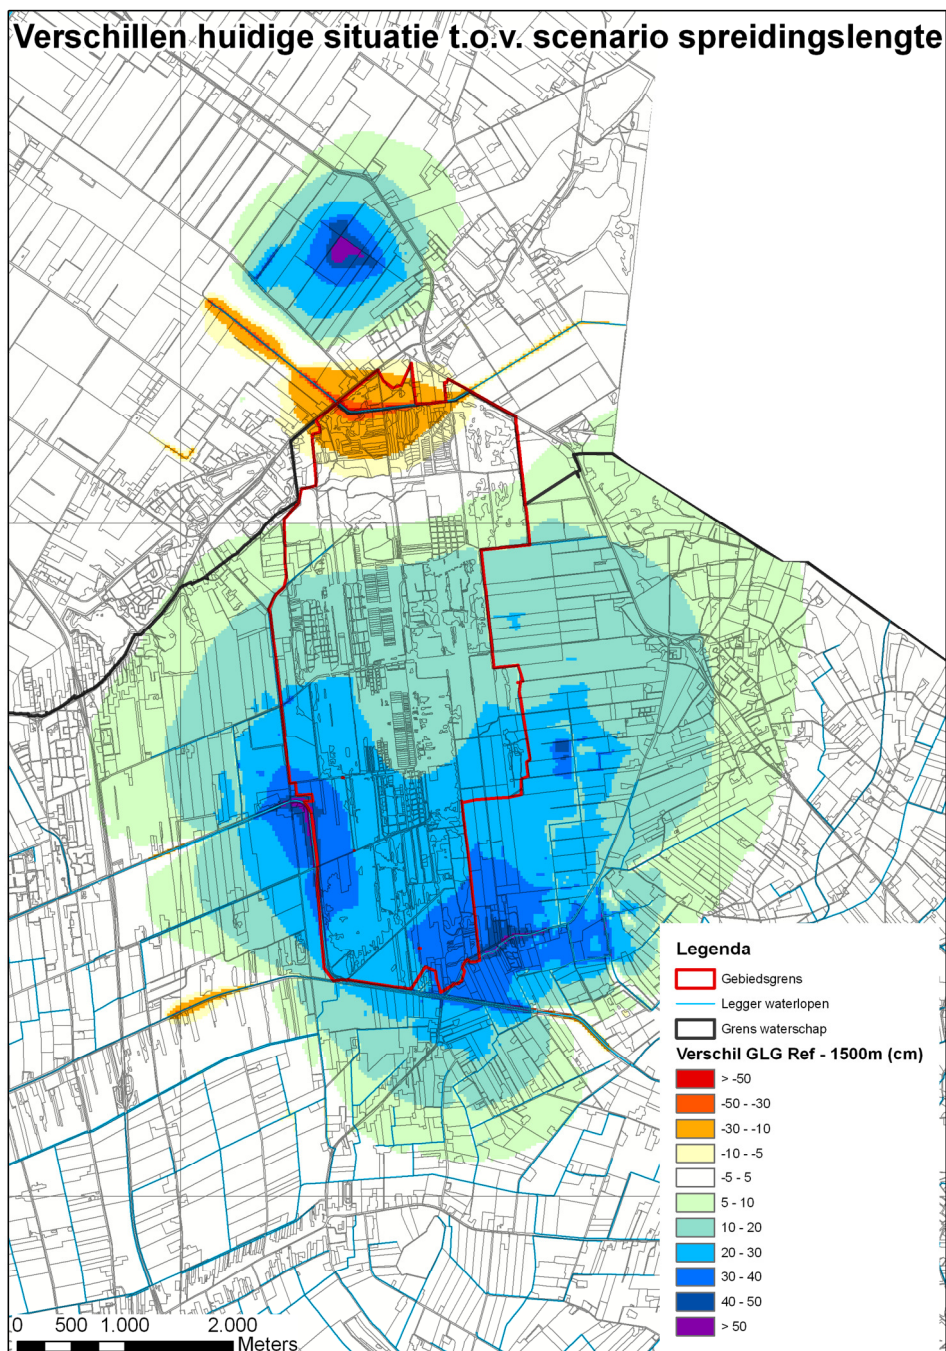 Verschillen huidige situatie t.o.v. scenario spreidingslengte
Legenda
Gebiedsgrens
Legger waterlopen
Grens waterschap
Verschil GLG Ref - 1500m (cm)
> -50
-50 - -30
-30 - -10
-10 - -5
-5 - 5
5 - 10
10 - 20
20 - 30
30 - 40
40 - 50
> 50
0 500 1.000 2.000
Meters